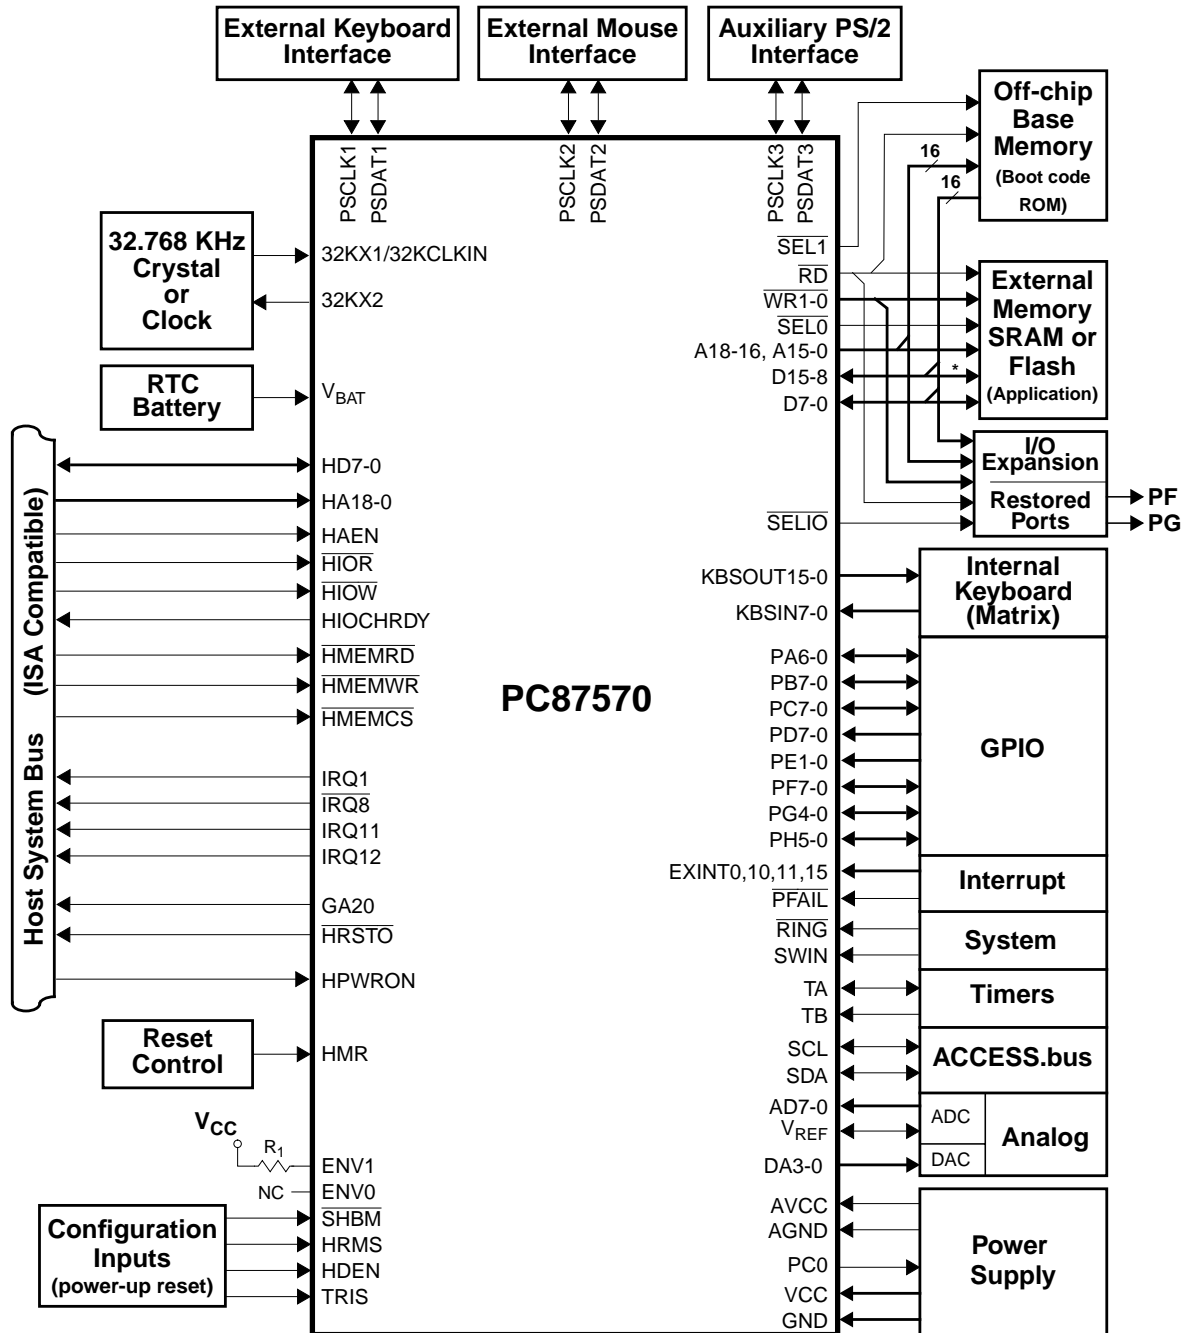 External Keyboard
Interface
External Mouse
Interface
Auxiliary PS/2
Interface
PSCLK1
PSDAT1
PSCLK2
PSDAT2
PSCLK3
PSDAT3
Off-chip
Base
Memory
(Boot code
ROM)
16
16
32.768 KHz
Crystal
or
Clock
32KX1/32KCLKIN
32KX2
RTC
Battery
VBAT
SEL1
RD
WR1-0
SEL0
A18-16, A15-0
D15-8
*
D7-0
External
Memory
SRAM or
Flash
(Application)
I/O
Expansion
Restored
Ports
PF
PG
SELIO
Host System Bus (ISA Compatible)
HD7-0
HA18-0
HAEN
HIOR
HIOW
HIOCHRDY
HMEMRD
HMEMWR
HMEMCS
IRQ1
IRQ8
IRQ11
IRQ12
GA20
HRSTO
HPWRON
PC87570
KBSOUT15-0
KBSIN7-0
Internal
Keyboard
(Matrix)
PA6-0
PB7-0
PC7-0
PD7-0
PE1-0
PF7-0
PG4-0
PH5-0
GPIO
EXINT0,10,11,15
PFAIL
Interrupt
RING
SWIN
System
TA
TB
Timers
SCL
SDA
ACCESS.bus
AD7-0
VREF
DA3-0
ADC
DAC
Analog
Reset
Control
HMR
VCC
R1
ENV1
NC
ENV0
Configuration
Inputs
(power-up reset)
SHBM
HRMS
HDEN
TRIS
AVCC
AGND
PC0
VCC
GND
Power
Supply